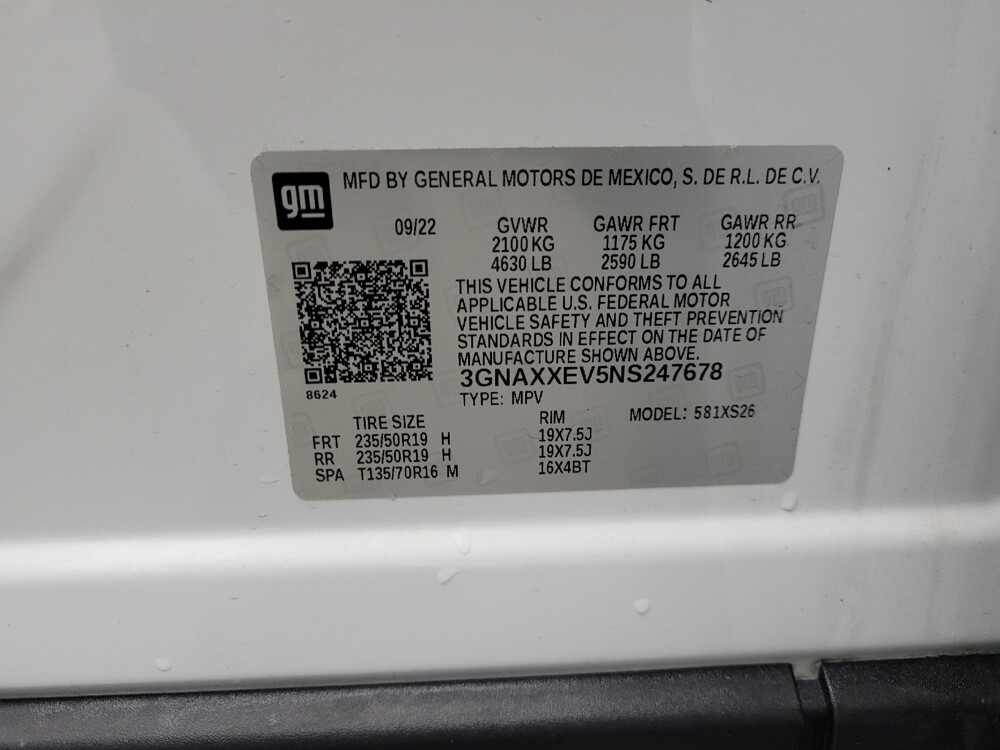 gm MFD BY GENERAL MOTORS DE MEXICO, S. DE R.L. DE C.V.
09/22 GVWR GAWR FRT GAWR RR
2100 KG 1175 KG 1200 KG
4630 LB 2590 LB 2645 LB
THIS VEHICLE CONFORMS TO ALL
APPLICABLE U.S. FEDERAL MOTOR
VEHICLE SAFETY AND THEFT PREVENTION
STANDARDS IN EFFECT ON THE DATE OF
MANUFACTURE SHOWN ABOVE.
3GNAXXEV5NS247678
8624
TYPE: MPV MODEL: 581XS26
TIRE SIZE RIM
FRT 235/50R19 H 19X7.5J
RR 235/50R19 H 19X7.5J
SPA T135/70R16 M 16X4BT